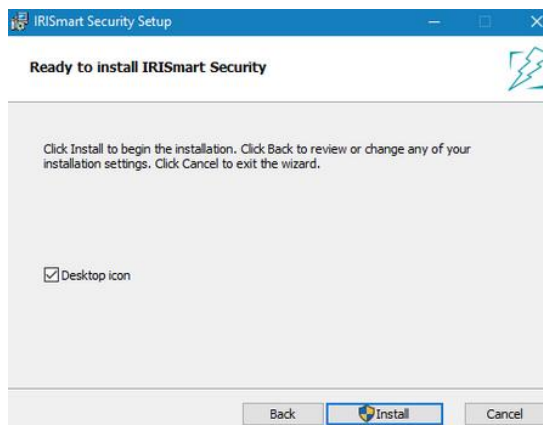 IRISmart Security Setup
Ready to install IRISmart Security
Click Install to begin the installation. Click Back to review or change any of your
installation settings. Click Cancel to exit the wizard.
Desktop icon
Back Install Cancel